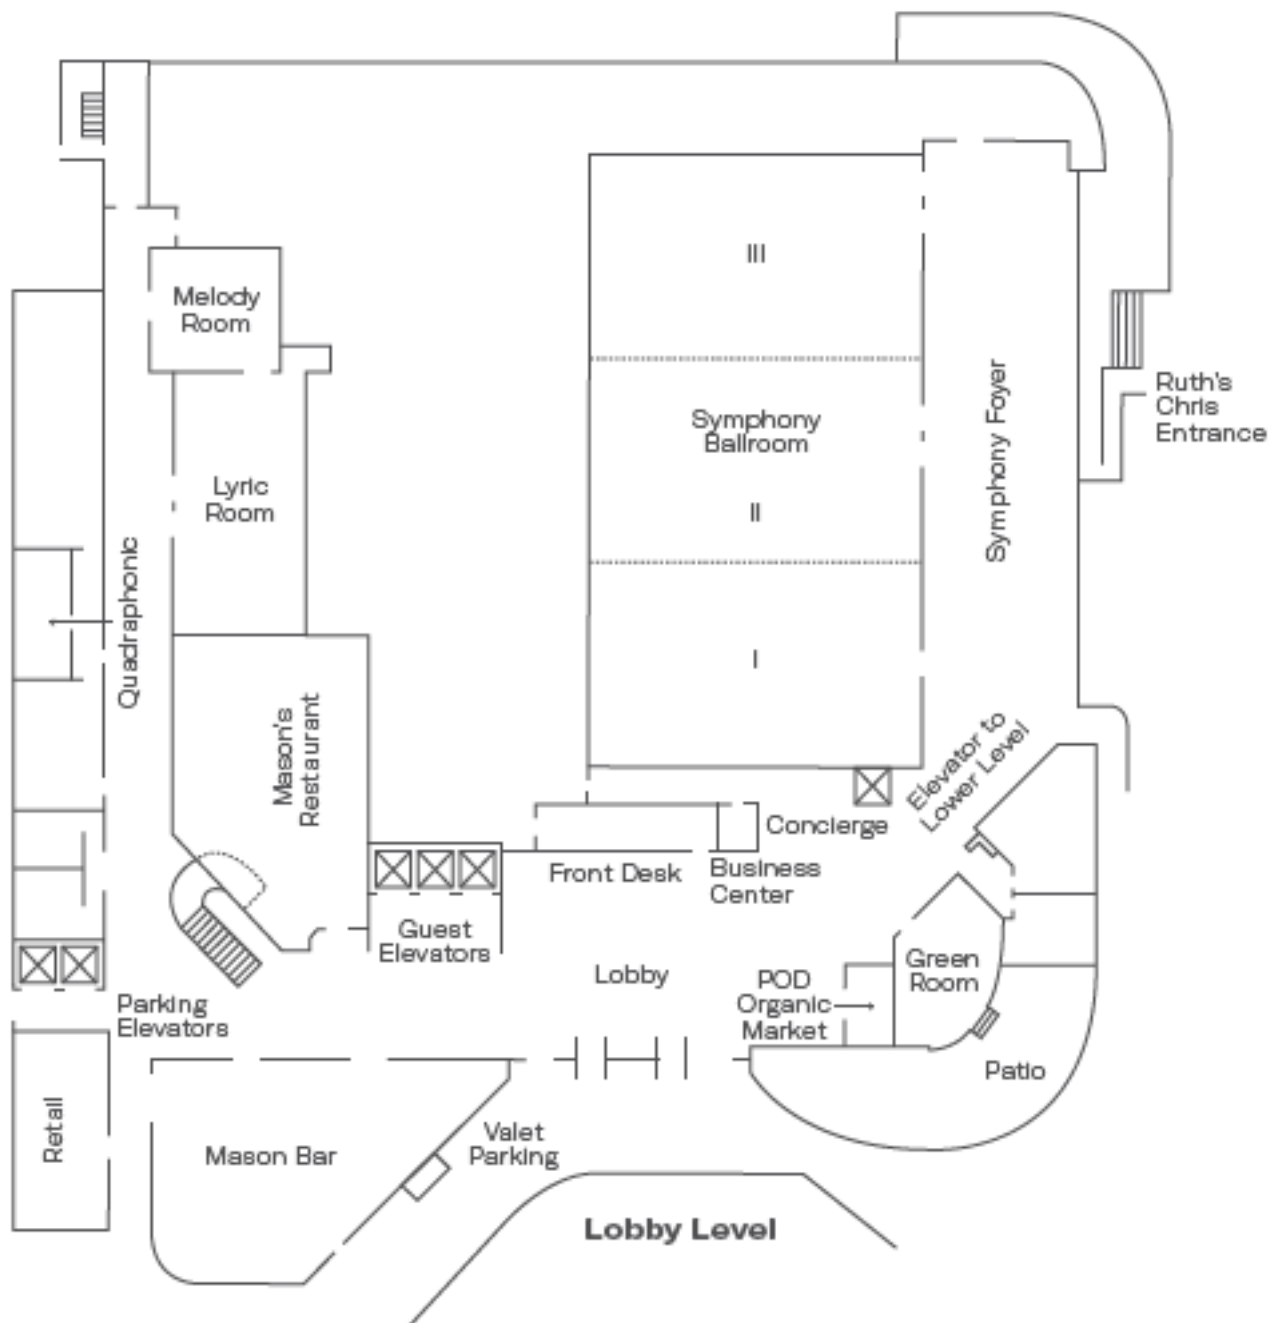 III
Melody
Room
Ruth's
Chris
Entrance
Symphony Foyer
Symphony
Ballroom
Lyric
Room
II
Quadraphonic
I
Mason's
Restaurant
Elevator to
Lower Level
Concierge
Front Desk
Business
Center
Guest
Elevators
Lobby
Green
Room
POD
Organic
Market
Parking
Elevators
Patio
Retail
Mason Bar
Valet
Parking
Lobby Level